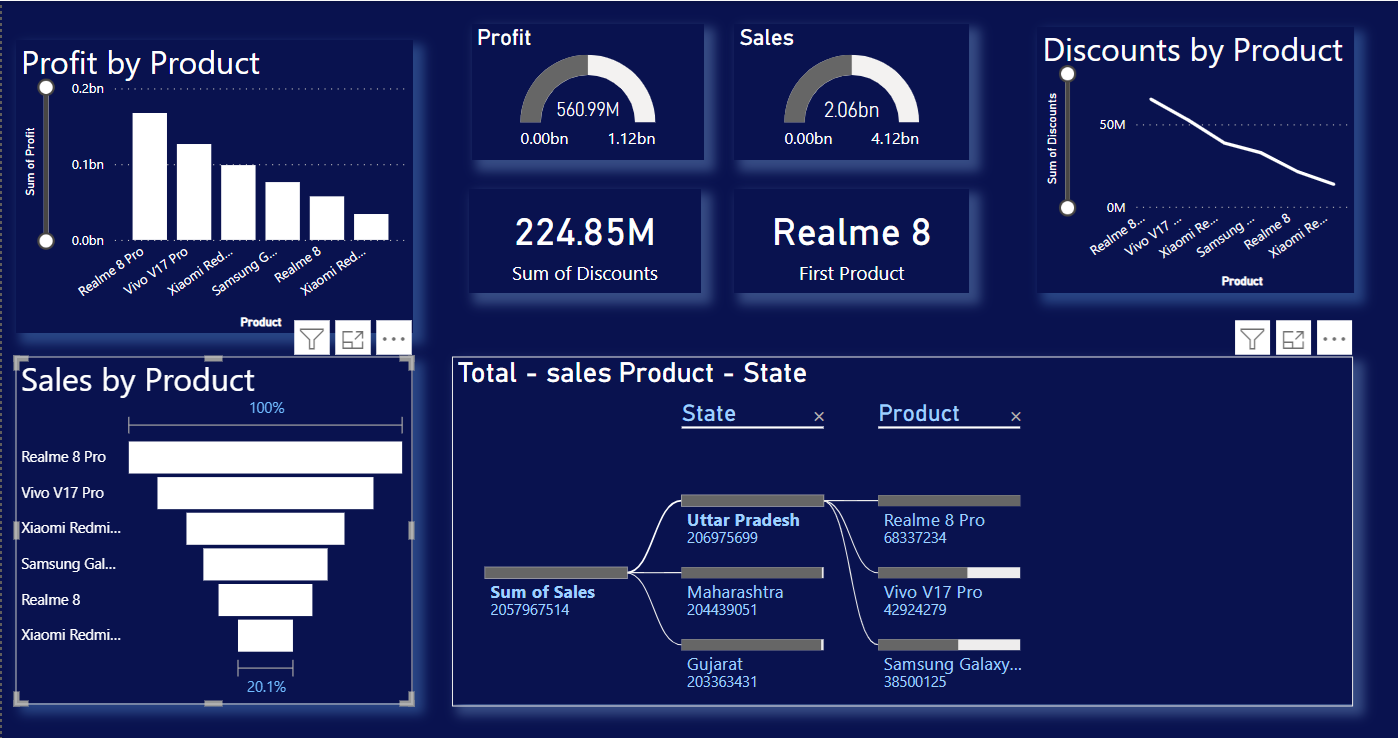 Profit by Product
Sum of Profit
0.2bn
0.1bn
0.0bn
Realme 8 Pro
Vivo V17 Pro
Xiaomi Red...
Samsung G...
Realme 8
Xiaomi Red...
Product
Profit
560.99M
0.00bn
1.12bn
Sales
2.06bn
0.00bn
4.12bn
224.85M
Sum of Discounts
Realme 8
First Product
Discounts by Product
Sum of Discounts
50M
0M
Realme 8...
Vivo V17 ...
Xiaomi Re...
Samsung ...
Realme 8
Xiaomi Re...
Product
Sales by Product
100%
Realme 8 Pro
Vivo V17 Pro
Xiaomi Redmi...
Samsung Gal...
Realme 8
Xiaomi Redmi...
20.1%
Total - sales Product - State
State ×
Product ×
Sum of Sales
2057967514
Uttar Pradesh
206975699
Maharashtra
204439051
Gujarat
203363431
Realme 8 Pro
68337234
Vivo V17 Pro
42924279
Samsung Galaxy...
38500125